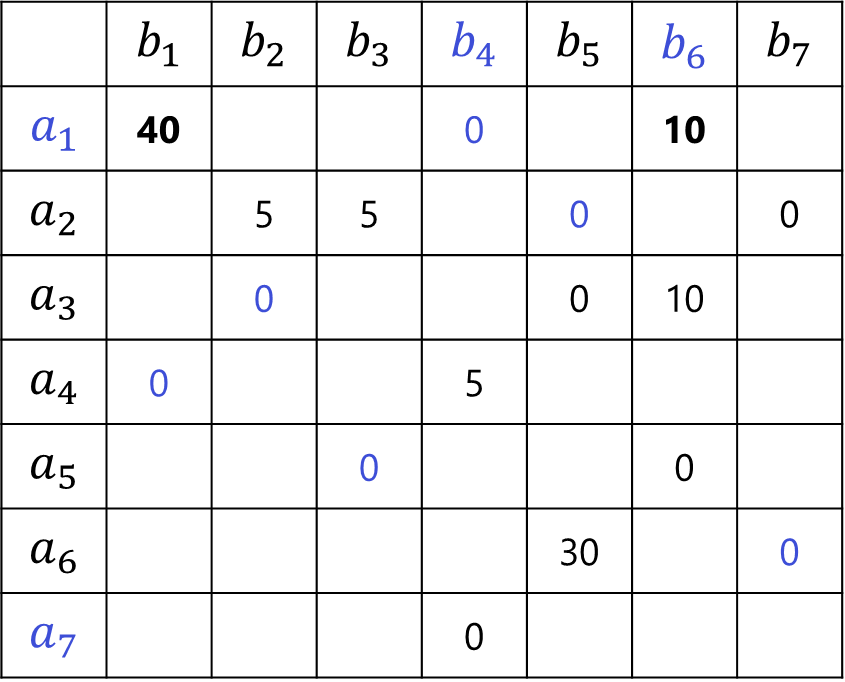 b₁ b₂ b₃ b₄ b₅ b₆ b₇
a₁ 40 0 10
a₂ 5 5 0 0
a₃ 0 0 10
a₄ 0 5
a₅ 0 0
a₆ 30 0
a₇ 0